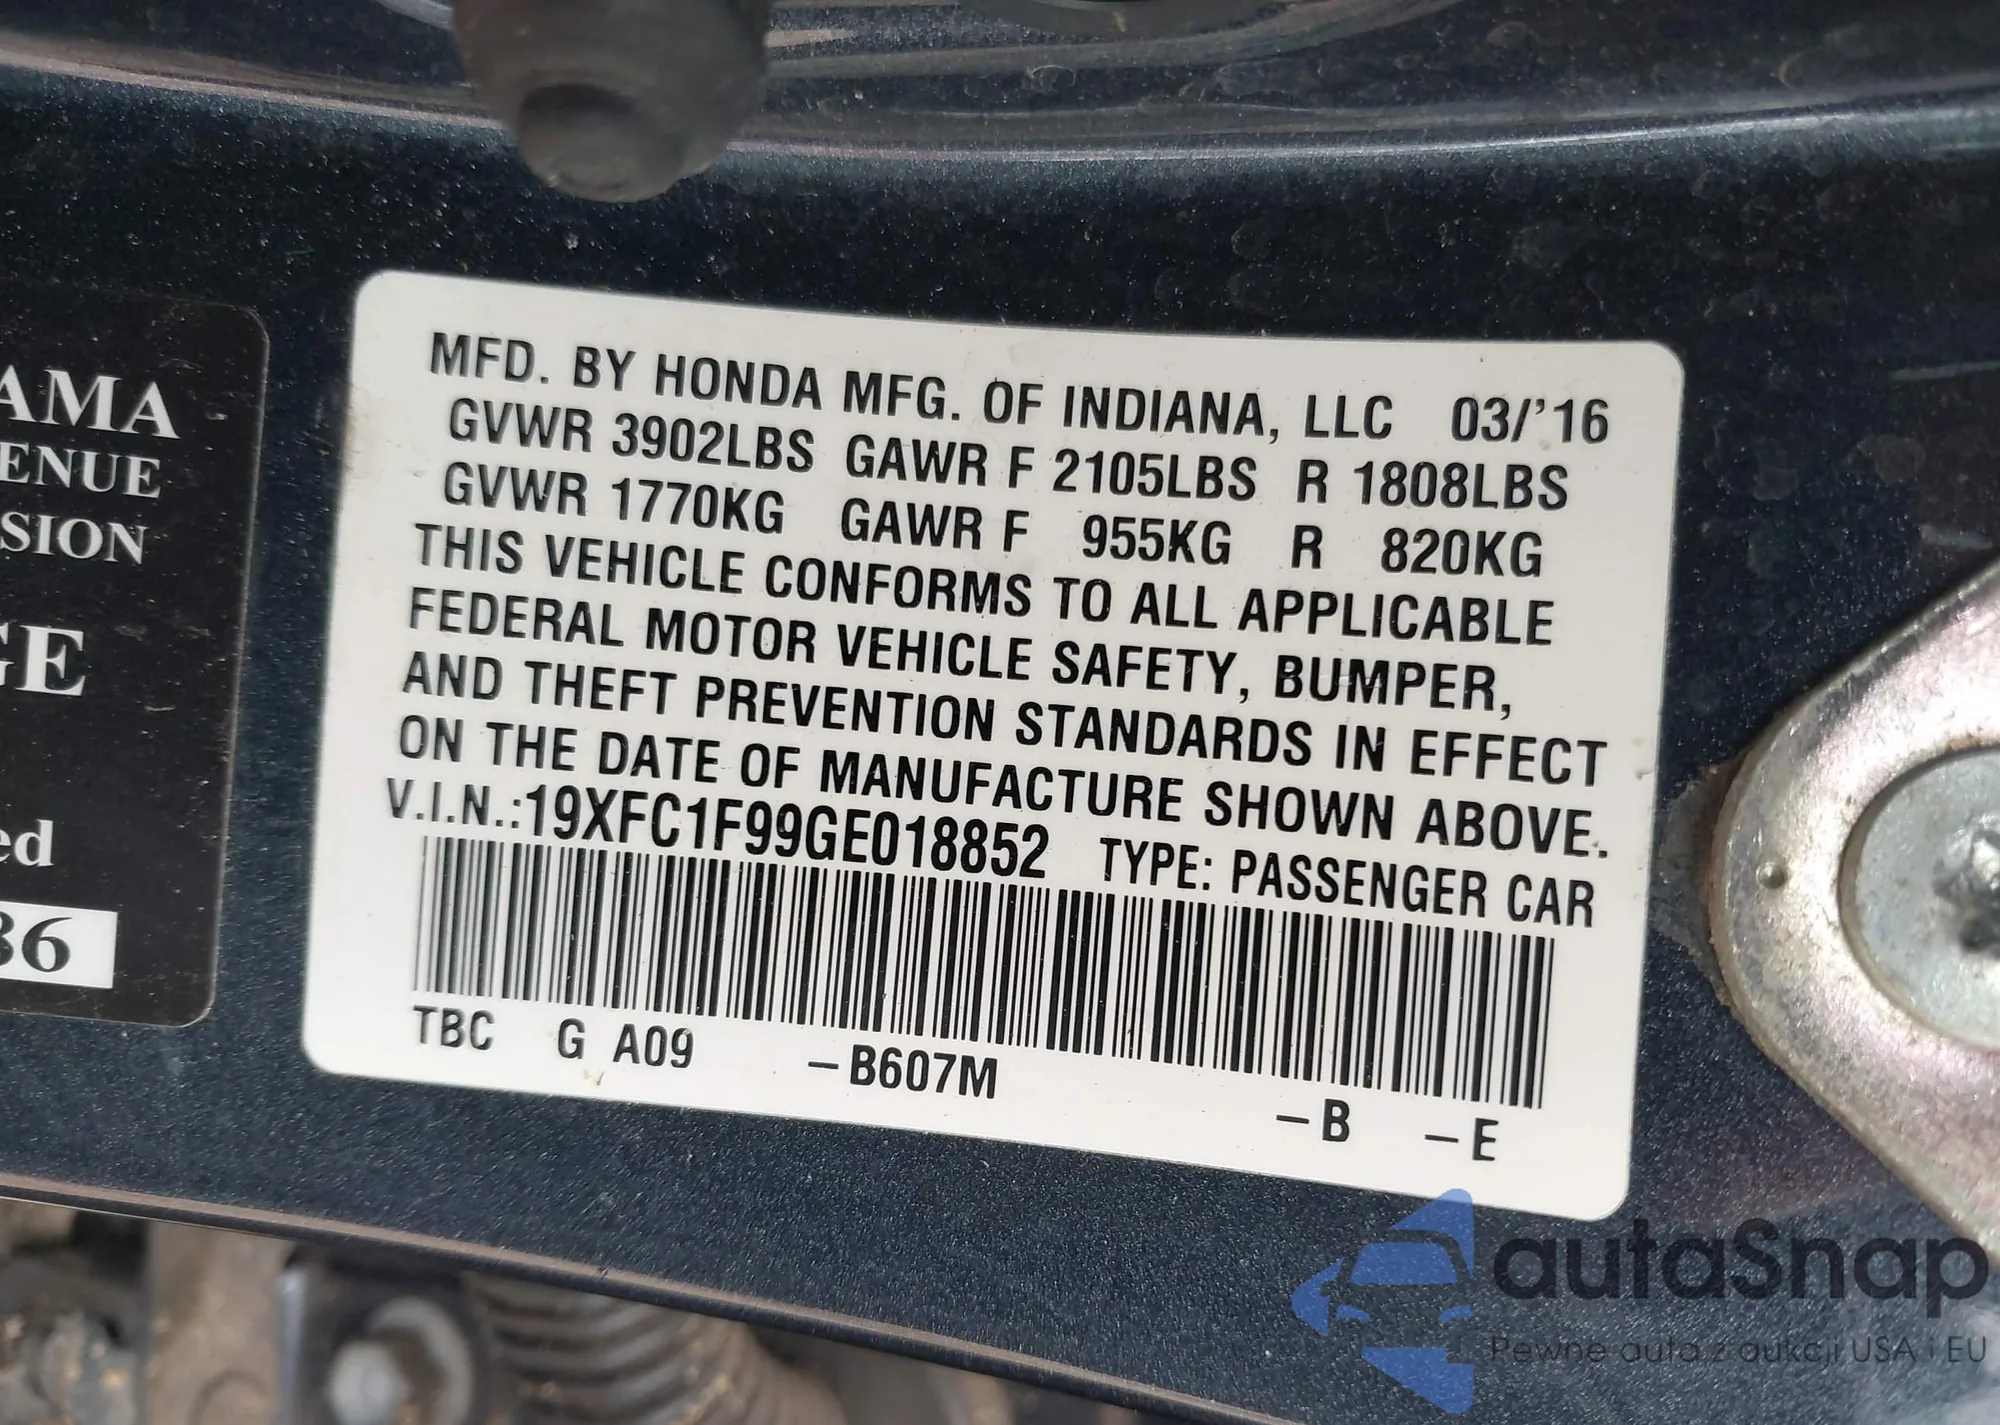 AMA
ENUE
SION
GE
ed
36
MFD. BY HONDA MFG. OF INDIANA, LLC 03/'16
GVWR 3902LBS GAWR F 2105LBS R 1808LBS
GVWR 1770KG GAWR F 955KG R 820KG
THIS VEHICLE CONFORMS TO ALL APPLICABLE
FEDERAL MOTOR VEHICLE SAFETY, BUMPER,
AND THEFT PREVENTION STANDARDS IN EFFECT
ON THE DATE OF MANUFACTURE SHOWN ABOVE.
V.I.N.:19XFC1F99GE018852 TYPE: PASSENGER CAR
TBC G A09 –B607M –B –E
autaSnap
Pewne auta z aukcji USA i EU